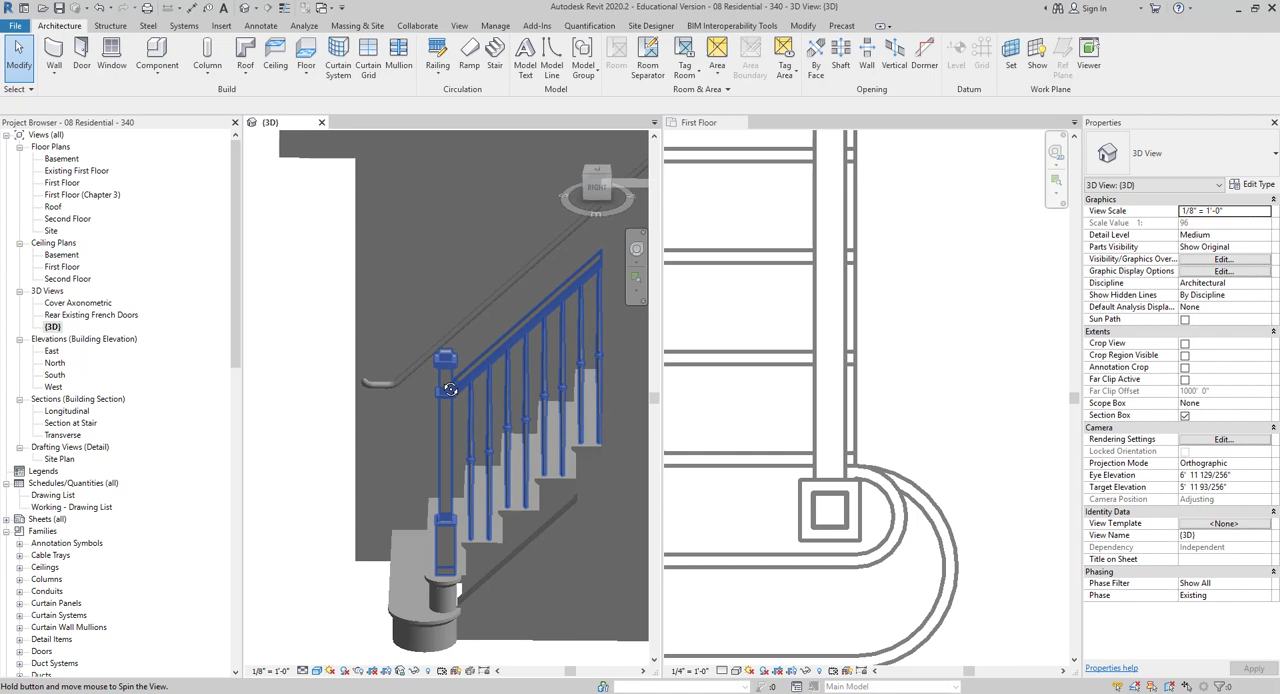 Autodesk Revit 2020.2 - Educational Version - 08 Residential - 340 - 3D View: {3D}
Sign In
File Architecture Structure Steel Systems Insert Annotate Analyze Massing & Site Collaborate View Manage Add-Ins Quantification Site Designer BIM Interoperability Tools Modify Precast
Modify Wall Door Window Component Column Roof Ceiling Floor Curtain System Curtain Grid Mullion Railing Ramp Stair Model Text Model Line Model Group Room Room Separator Tag Room Area Area Boundary Tag Area By Face Shaft Wall Vertical Dormer Level Grid Set Show Ref Plane Viewer
Select Build Circulation Model Room & Area Opening Datum Work Plane
Project Browser - 08 Residential - 340
Views (all)
Floor Plans
Basement
Existing First Floor
First Floor
First Floor (Chapter 3)
Roof
Second Floor
Site
Ceiling Plans
Basement
First Floor
Second Floor
3D Views
Cover Axonometric
Rear Existing French Doors
{3D}
Elevations (Building Elevation)
East
North
South
West
Sections (Building Section)
Longitudinal
Section at Stair
Transverse
Drafting Views (Detail)
Site Plan
Legends
Schedules/Quantities (all)
Drawing List
Working - Drawing List
Sheets (all)
Families
Annotation Symbols
Cable Trays
Ceilings
Columns
Conduits
Curtain Panels
Curtain Systems
Curtain Wall Mullions
Detail Items
Doors
Duct Systems
{3D}
RIGHT
1/8" = 1'-0"
First Floor
1/4" = 1'-0"
Properties
3D View
3D View: {3D} Edit Type
Graphics
View Scale 1/8" = 1'-0"
Scale Value 1: 96
Detail Level Medium
Parts Visibility Show Original
Visibility/Graphics Over... Edit...
Graphic Display Options Edit...
Discipline Architectural
Show Hidden Lines By Discipline
Default Analysis Displa... None
Sun Path
Extents
Crop View
Crop Region Visible
Annotation Crop
Far Clip Active
Far Clip Offset 1000' 0"
Scope Box None
Section Box
Camera
Rendering Settings Edit...
Locked Orientation
Projection Mode Orthographic
Eye Elevation 6' 11 129/256"
Target Elevation 5' 11 93/256"
Camera Position Adjusting
Identity Data
View Template <None>
View Name {3D}
Dependency Independent
Title on Sheet
Phasing
Phase Filter Show All
Phase Existing
Properties help Apply
Hold button and move mouse to Spin the View. :0 Main Model :0